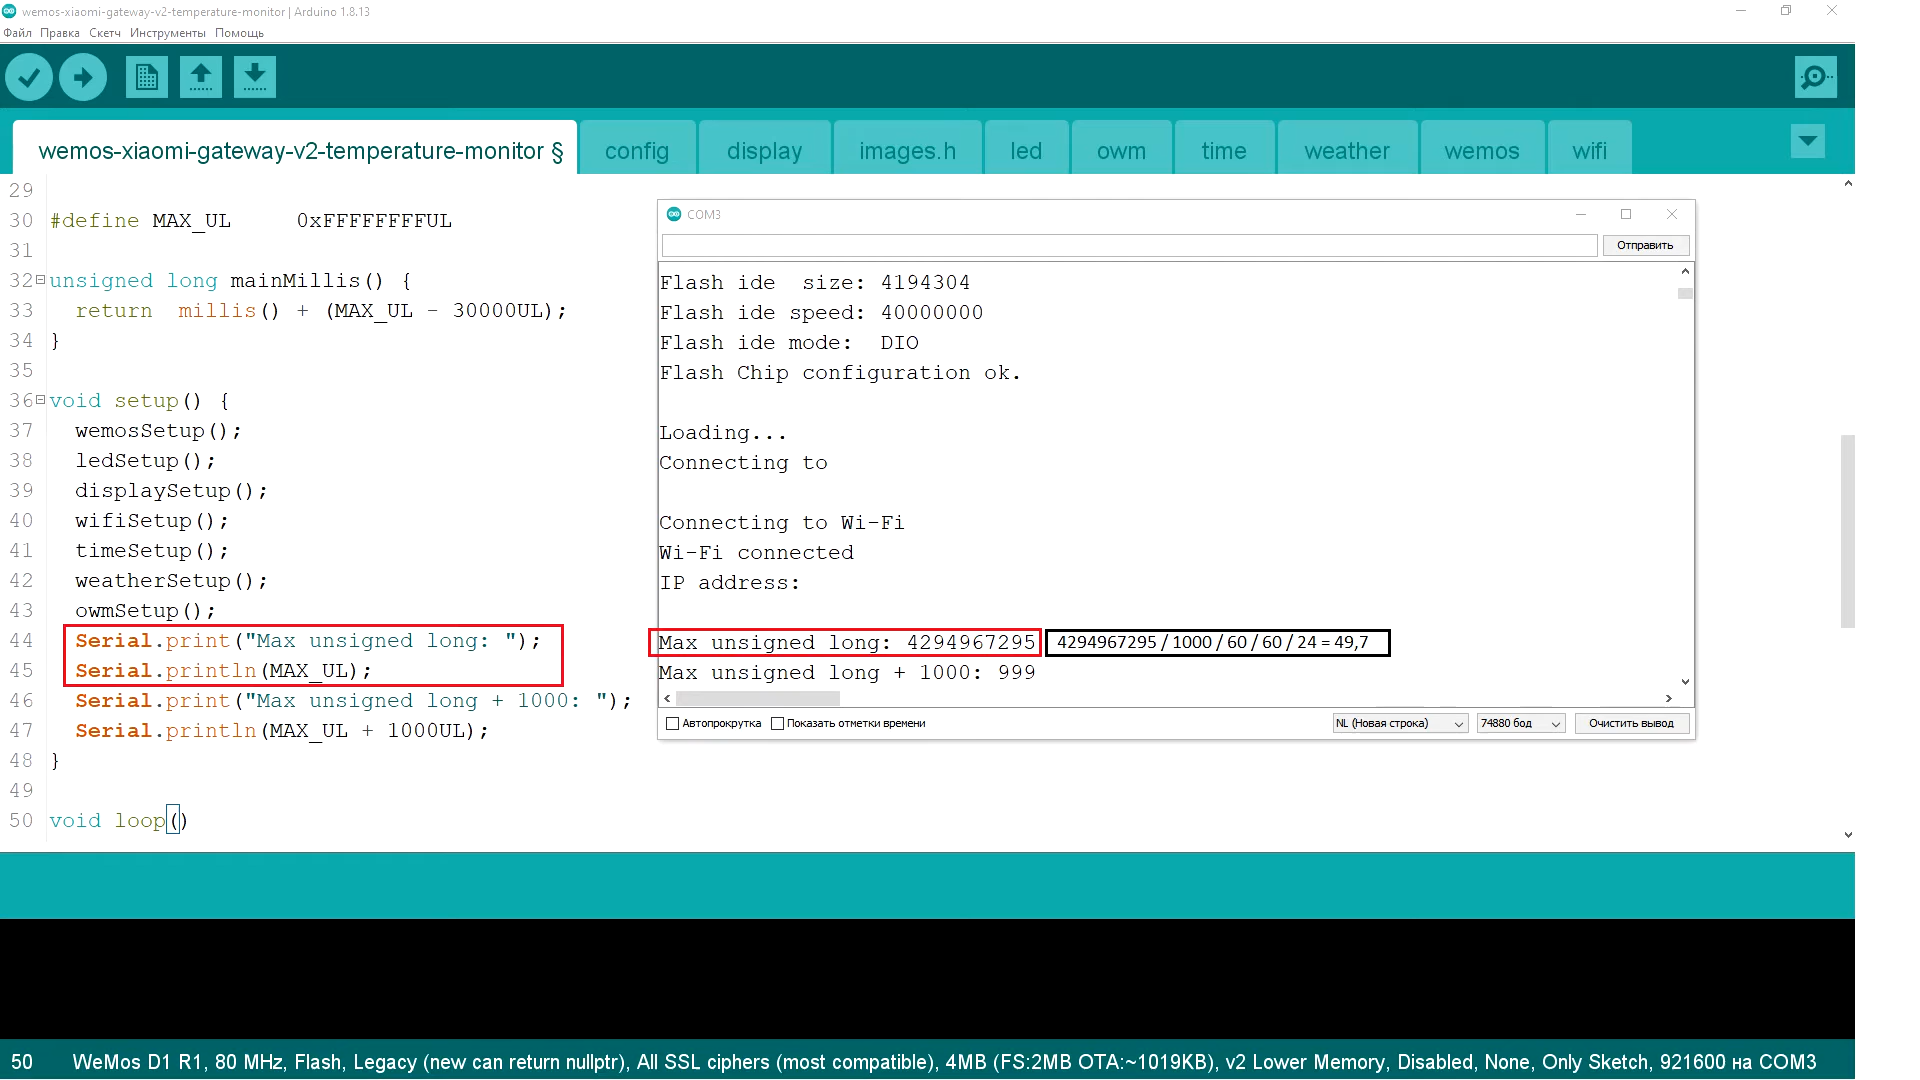 wemos-xiaomi-gateway-v2-temperature-monitor | Arduino 1.8.13
Файл Правка Скетч Инструменты Помощь
wemos-xiaomi-gateway-v2-temperature-monitor § config display images.h led owm time weather wemos wifi
29
30 #define MAX_UL 0xFFFFFFFFUL
31
32 unsigned long mainMillis() {
33 return millis() + (MAX_UL - 30000UL);
34 }
35
36 void setup() {
37 wemosSetup();
38 ledSetup();
39 displaySetup();
40 wifiSetup();
41 timeSetup();
42 weatherSetup();
43 owmSetup();
44 Serial.print("Max unsigned long: ");
45 Serial.println(MAX_UL);
46 Serial.print("Max unsigned long + 1000: ");
47 Serial.println(MAX_UL + 1000UL);
48 }
49
50 void loop()
COM3
Отправить
Flash ide size: 4194304
Flash ide speed: 40000000
Flash ide mode: DIO
Flash Chip configuration ok.
Loading...
Connecting to
Connecting to Wi-Fi
Wi-Fi connected
IP address:
Max unsigned long: 4294967295 4294967295 / 1000 / 60 / 60 / 24 = 49,7
Max unsigned long + 1000: 999
Автопрокрутка Показать отметки времени NL (Новая строка) 74880 бод Очистить вывод
50 WeMos D1 R1, 80 MHz, Flash, Legacy (new can return nullptr), All SSL ciphers (most compatible), 4MB (FS:2MB OTA:~1019KB), v2 Lower Memory, Disabled, None, Only Sketch, 921600 на COM3